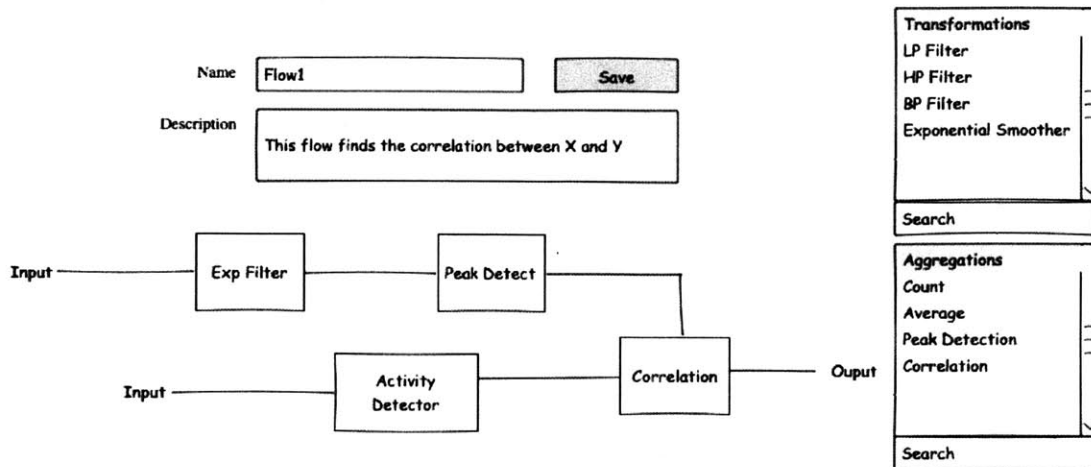 Name
Flow1
Save
Description
This flow finds the correlation between X and Y
Input
Exp Filter
Peak Detect
Input
Activity
Detector
Correlation
Ouput
Transformations
LP Filter
HP Filter
BP Filter
Exponential Smoother
Search
Aggregations
Count
Average
Peak Detection
Correlation
Search